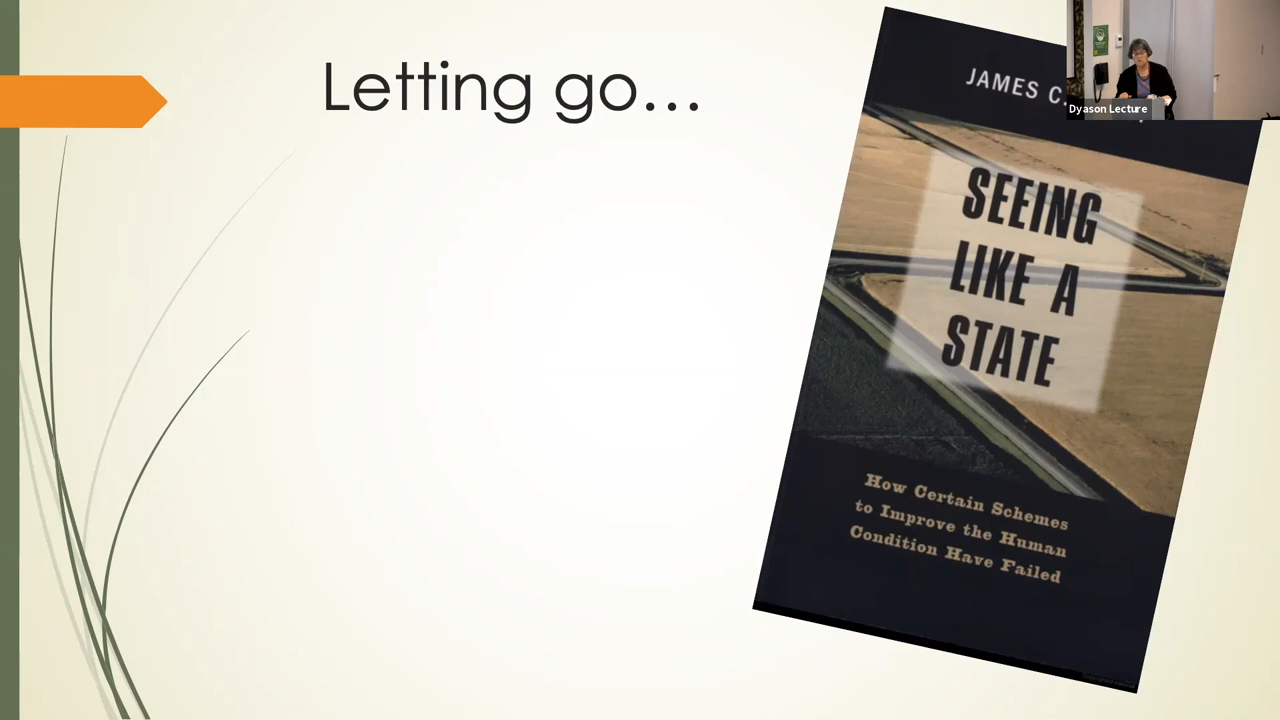 Letting go...
JAMES C.
Dyason Lecture
SEEING
LIKE A
STATE
How Certain Schemes
to Improve the Human
Condition Have Failed